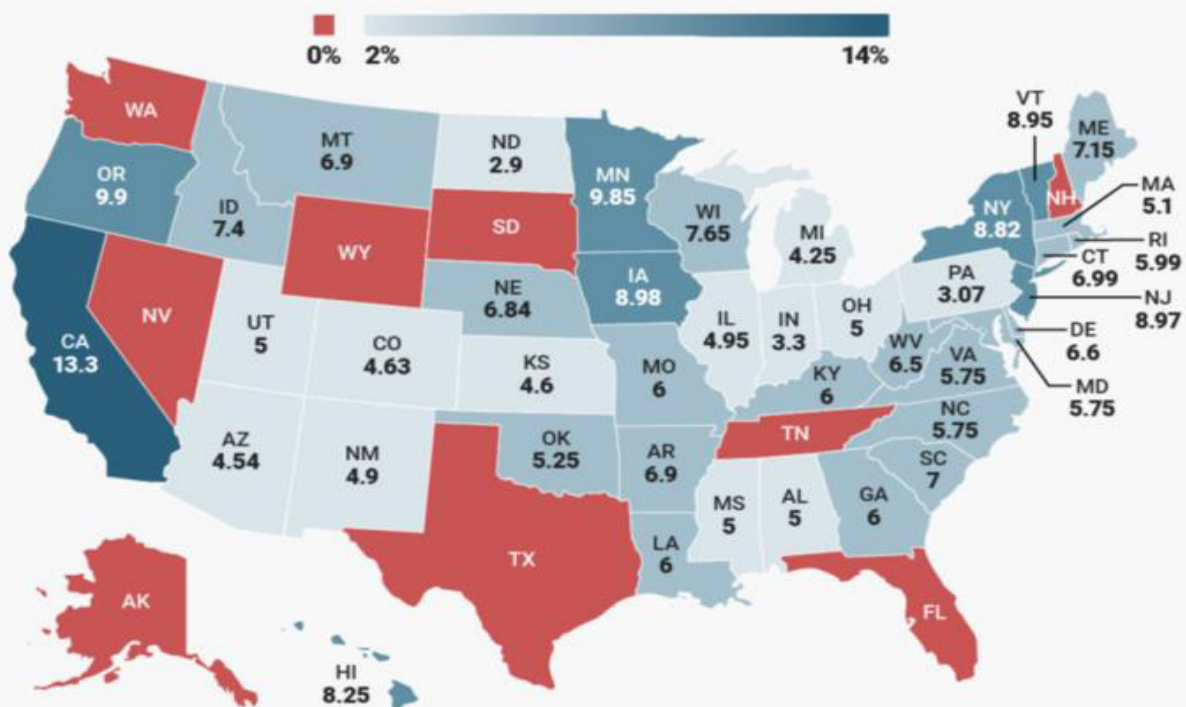 0% 2% 14%
WA
MT
6.9
ND
2.9
MN
9.85
VT
8.95
ME
7.15
OR
9.9
ID
7.4
WY
SD
WI
7.65
MI
4.25
NY
8.82
NH
MA
5.1
RI
5.99
CT
6.99
NJ
8.97
DE
6.6
MD
5.75
CA
13.3
NV
UT
5
CO
4.63
NE
6.84
KS
4.6
IA
8.98
MO
6
IL
4.95
IN
3.3
OH
5
PA
3.07
WV
6.5
VA
5.75
KY
6
NC
5.75
TN
SC
7
AZ
4.54
NM
4.9
OK
5.25
AR
6.9
MS
5
AL
5
GA
6
LA
6
TX
FL
AK
HI
8.25